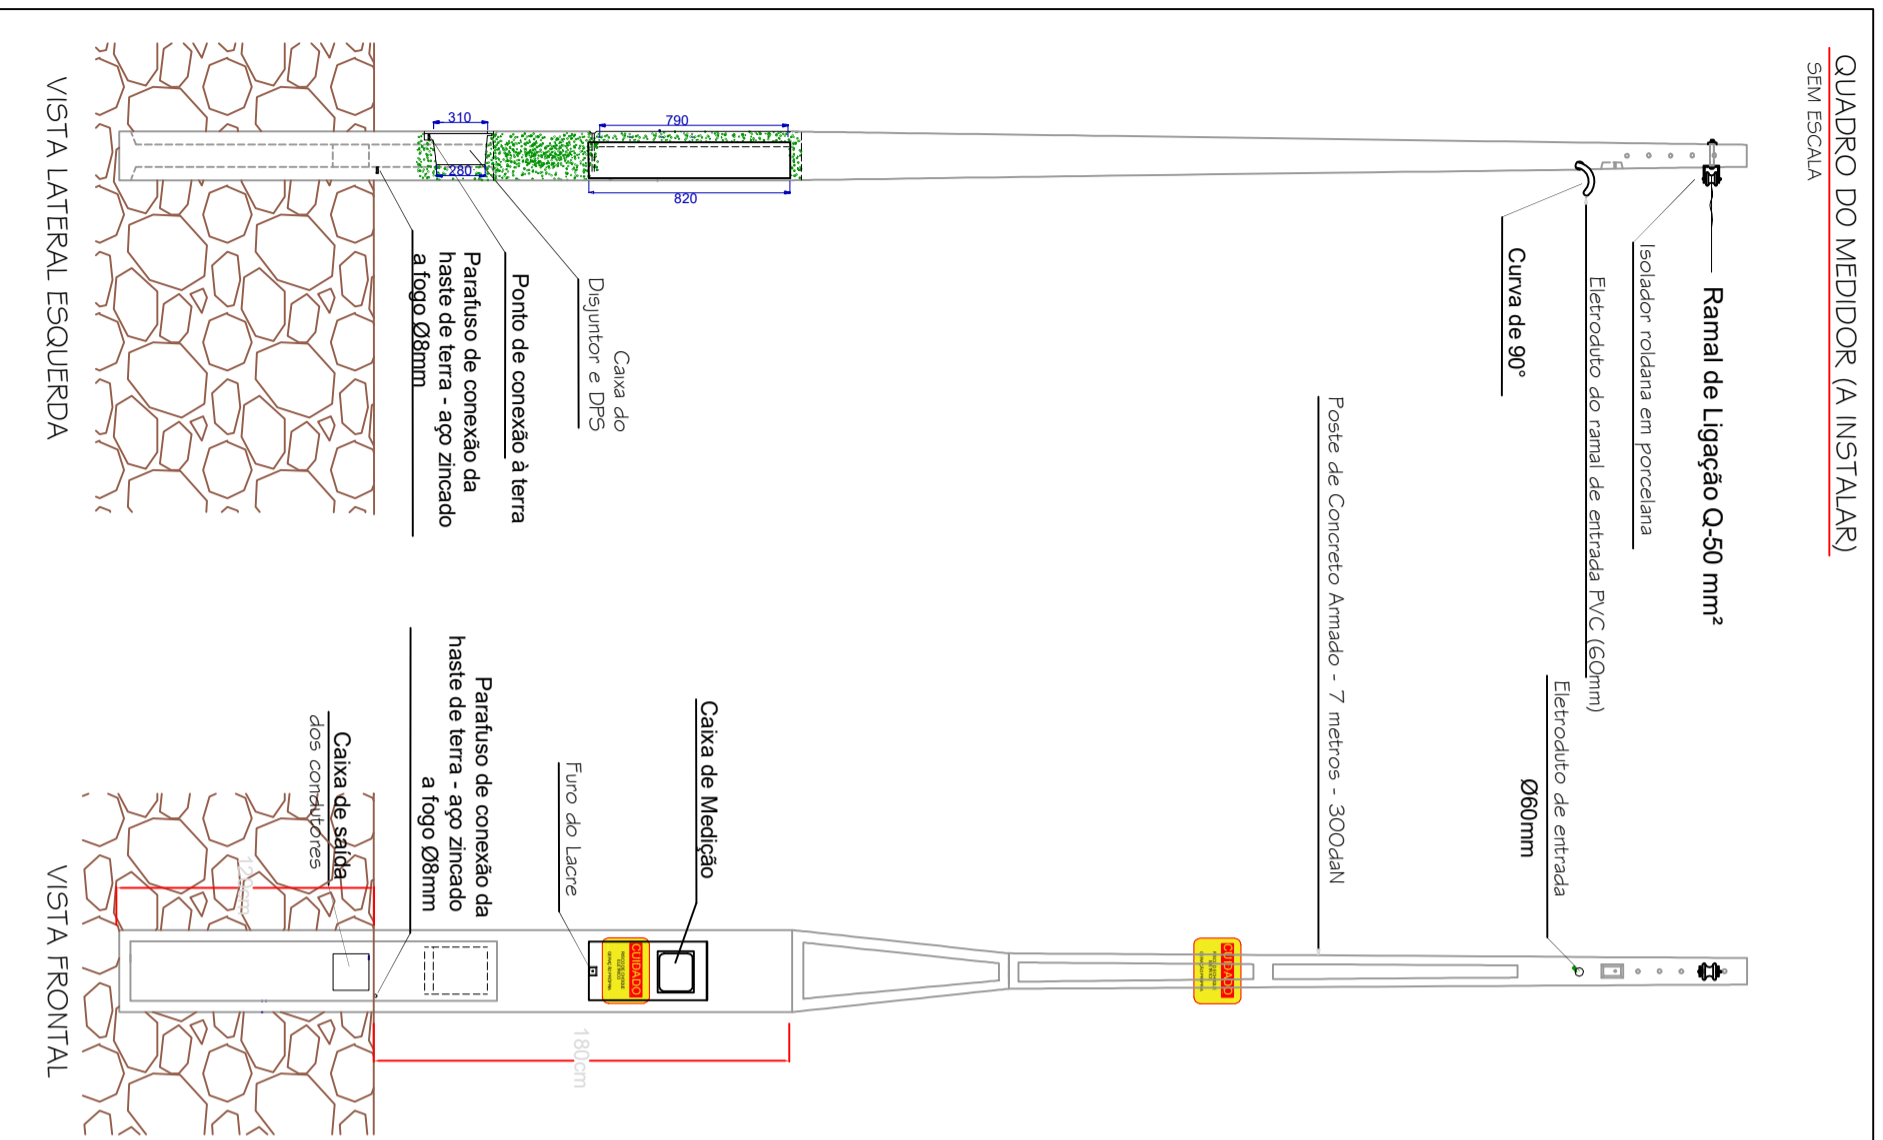 QUADRO DO MEDIDOR (A INSTALAR)
SEM ESCALA
Ramal de Ligação Q-50 mm²
Isolador roldana em porcelana
Eletroduto do ramal de entrada PVC (60mm)
Curva de 90°
Caixa do
Disjuntor e DPS
Ponto de conexão à terra
Parafuso de conexão da
haste de terra - aço zincado
a fogo Ø8mm
310
280
790
820
VISTA LATERAL ESQUERDA
Eletroduto de entrada
Ø60mm
Poste de Concreto Armado - 7 metros - 300daN
CUIDADO
Caixa de Medição
CUIDADO
Furo do Lacre
Parafuso de conexão da
haste de terra - aço zincado
a fogo Ø8mm
Caixa de saída
dos condutores
180cm
120cm
VISTA FRONTAL